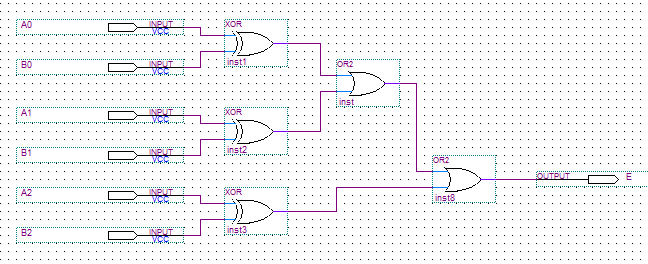 A0 INPUT VCC
XOR
B0 INPUT VCC
inst1
OR2
A1 INPUT VCC
XOR
inst
B1 INPUT VCC
inst2
OR2
A2 INPUT VCC
XOR
OUTPUT E
inst8
B2 INPUT VCC
inst3